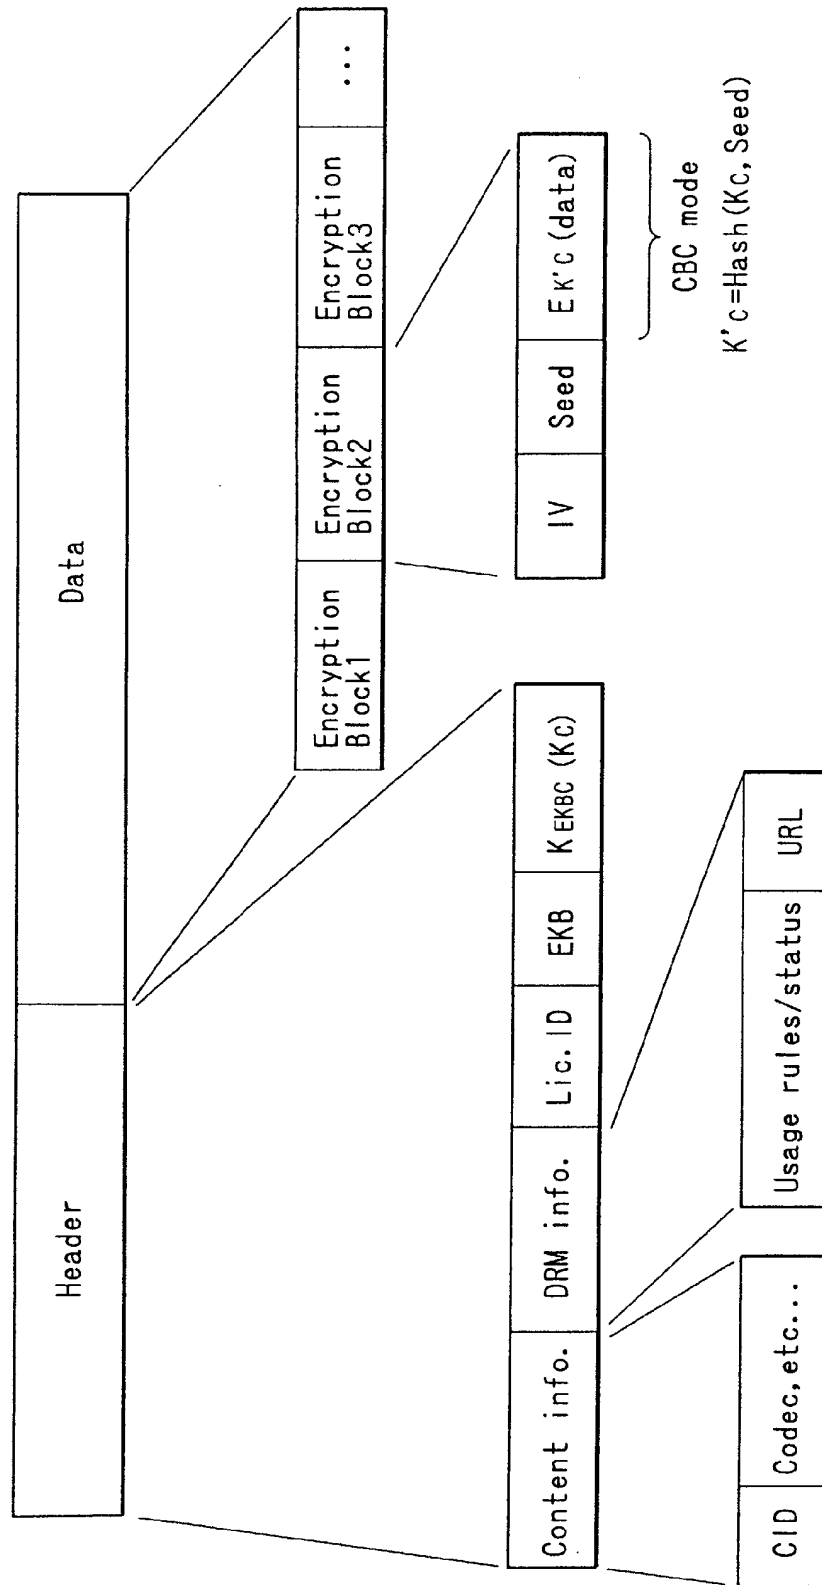 Header
Data
Encryption
Block1
Encryption
Block2
Encryption
Block3
...
Content info.
DRM info.
Lic.ID
EKB
KEKBC(Kc)
IV
Seed
EK'C(data)
CBC mode
K'c=Hash(Kc,Seed)
CID
Codec,etc...
Usage rules/status
URL